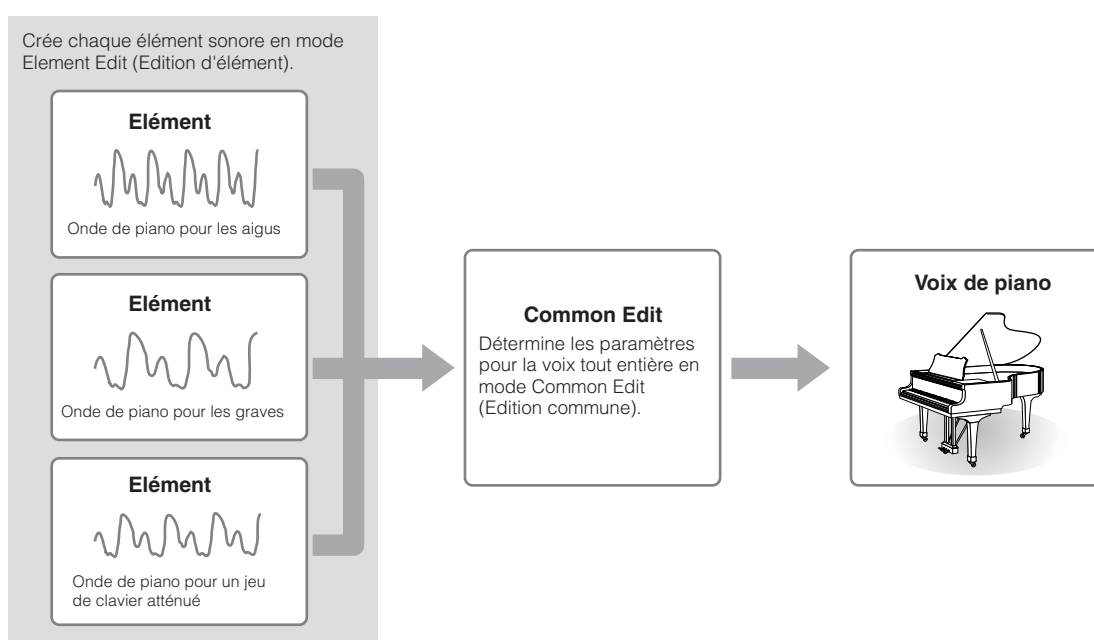 Crée chaque élément sonore en mode
Element Edit (Edition d'élément).
Elément
Onde de piano pour les aigus
Elément
Onde de piano pour les graves
Elément
Onde de piano pour un jeu
de clavier atténué
Common Edit
Détermine les paramètres
pour la voix tout entière en
mode Common Edit
(Edition commune).
Voix de piano